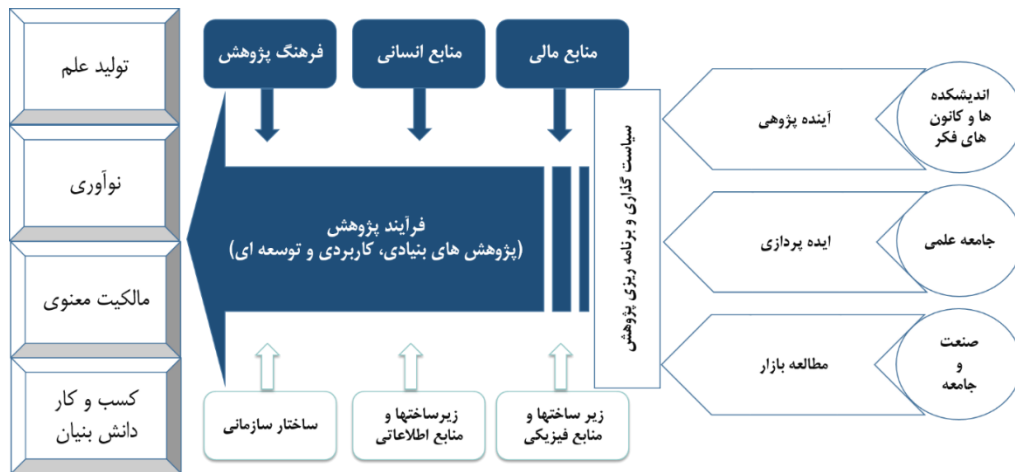 اندیشکده
ها و کانون
های فکر
آینده پژوهی
جامعه علمی
ایده پردازی
صنعت
و
جامعه
مطالعه بازار
سیاست گذاری و برنامه ریزی پژوهش
منابع مالی
منابع انسانی
فرهنگ پژوهش
فرآیند پژوهش
(پژوهش های بنیادی، کاربردی و توسعه ای)
زیر ساختها و
منابع فیزیکی
زیرساختها و
منابع اطلاعاتی
ساختار سازمانی
تولید علم
نوآوری
مالکیت معنوی
کسب و کار
دانش بنیان